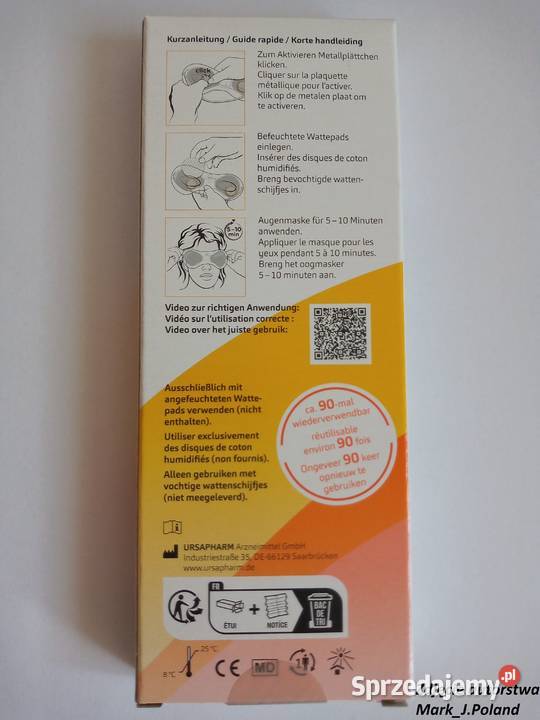 Kurzanleitung / Guide rapide / Korte handleiding
click
Zum Aktivieren Metallplättchen
klicken.
Cliquer sur la plaquette
métallique pour l'activer.
Klik op de metalen plaat om
te activeren.
Befeuchtete Wattepads
einlegen.
Insérer des disques de coton
humidifiés.
Breng bevochtigde watten-
schijfjes in.
5–10
min
Augenmaske für 5–10 Minuten
anwenden.
Appliquer le masque pour les
yeux pendant 5 à 10 minutes.
Breng het oogmasker
5–10 minuten aan.
Video zur richtigen Anwendung:
Vidéo sur l'utilisation correcte :
Video over het juiste gebruik:
Ausschließlich mit
angefeuchteten Watte-
pads verwenden (nicht
enthalten).
Utiliser exclusivement
des disques de coton
humidifiés (non fournis).
Alleen gebruiken met
vochtige wattenschijfjes
(niet meegeleverd).
ca. 90-mal
wiederverwendbar
réutilisable
environ 90 fois
Ongeveer 90 keer
opnieuw te
gebruiken
URSAPHARM Arzneimittel GmbH
Industriestraße 35, DE-66129 Saarbrücken
www.ursapharm.de
FR
ÉTUI
+
NOTICE
BAC
DE
TRI
8°C
25°C
CE
MD
1
Sprzedajemy.pl
Mark_J.Poland